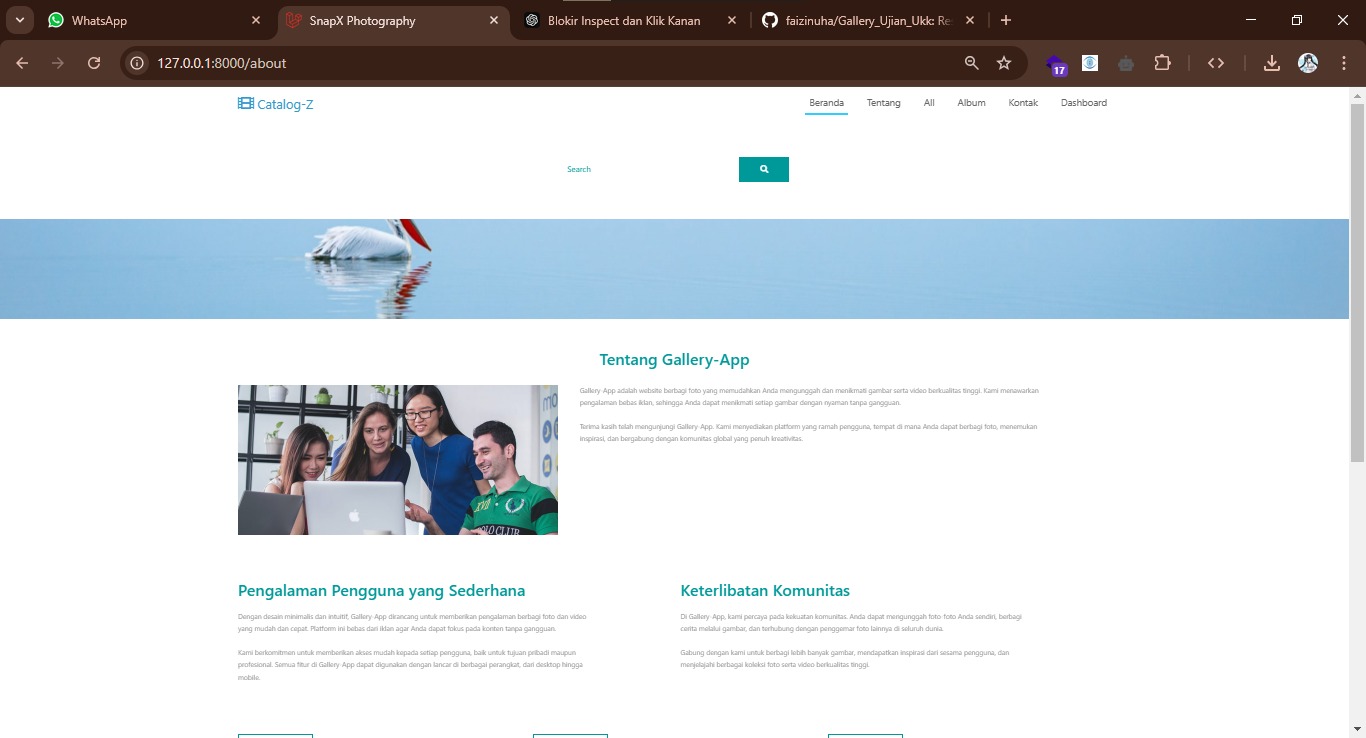 WhatsApp
SnapX Photography
Blokir Inspect dan Klik Kanan
faizinuha/Gallery_Ujian_Ukk: Re
127.0.0.1:8000/about
17
Catalog-Z
Beranda
Tentang
All
Album
Kontak
Dashboard
Search
Tentang Gallery-App
Gallery-App adalah website berbagi foto yang memudahkan Anda mengunggah dan menikmati gambar serta video berkualitas tinggi. Kami menawarkan
pengalaman bebas iklan, sehingga Anda dapat menikmati setiap gambar dengan nyaman tanpa gangguan.
Terima kasih telah mengunjungi Gallery-App. Kami menyediakan platform yang ramah pengguna, tempat di mana Anda dapat berbagi foto, menemukan
inspirasi, dan bergabung dengan komunitas global yang penuh kreativitas.
XVII
POLO CLUB
Pengalaman Pengguna yang Sederhana
Dengan desain minimalis dan intuitif, Gallery-App dirancang untuk memberikan pengalaman berbagi foto dan video
yang mudah dan cepat. Platform ini bebas dari iklan agar Anda dapat fokus pada konten tanpa gangguan.
Kami berkomitmen untuk memberikan akses mudah kepada setiap pengguna, baik untuk tujuan pribadi maupun
profesional. Semua fitur di Gallery-App dapat digunakan dengan lancar di berbagai perangkat, dari desktop hingga
mobile.
Keterlibatan Komunitas
Di Gallery-App, kami percaya pada kekuatan komunitas. Anda dapat mengunggah foto-foto Anda sendiri, berbagi
cerita melalui gambar, dan terhubung dengan penggemar foto lainnya di seluruh dunia.
Gabung dengan kami untuk berbagi lebih banyak gambar, mendapatkan inspirasi dari sesama pengguna, dan
menjelajahi berbagai koleksi foto serta video berkualitas tinggi.